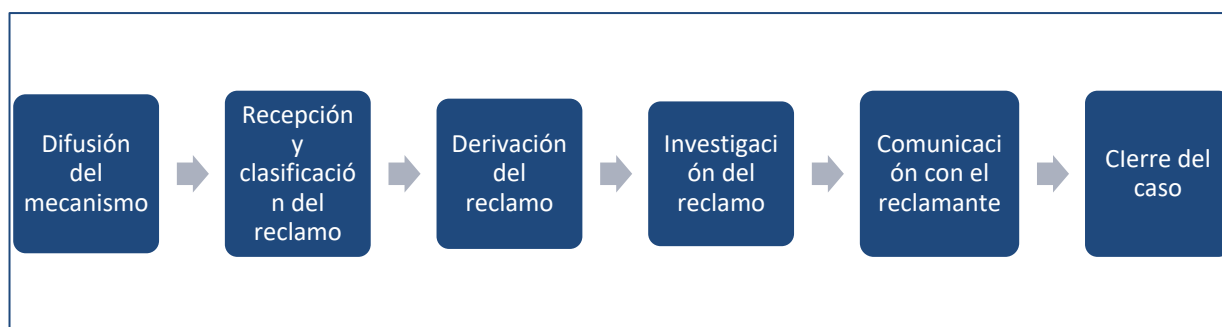 Difusión
del
mecanismo
Recepción
y
clasificació
n del
reclamo
Derivación
del
reclamo
Investigaci
ón del
reclamo
Comunicaci
ón con el
reclamante
CIerre del
caso